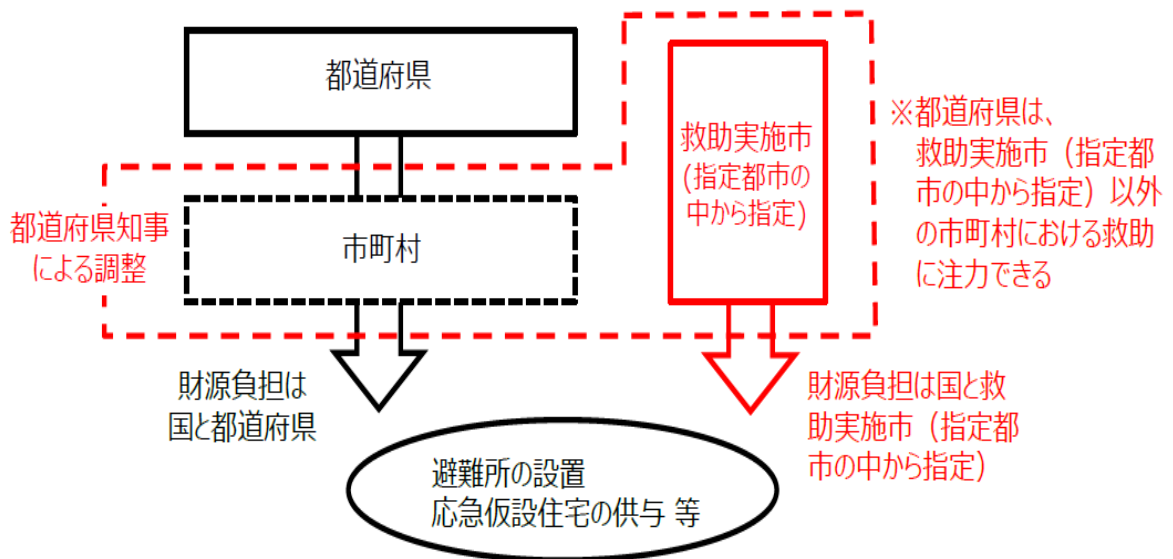 都道府県
救助実施市
(指定都市の
中から指定)
※都道府県は、
救助実施市（指定都
市の中から指定）以外
の市町村における救助
に注力できる
都道府県知事
による調整
市町村
財源負担は
国と都道府県
財源負担は国と救
助実施市（指定都
市の中から指定）
避難所の設置
応急仮設住宅の供与 等